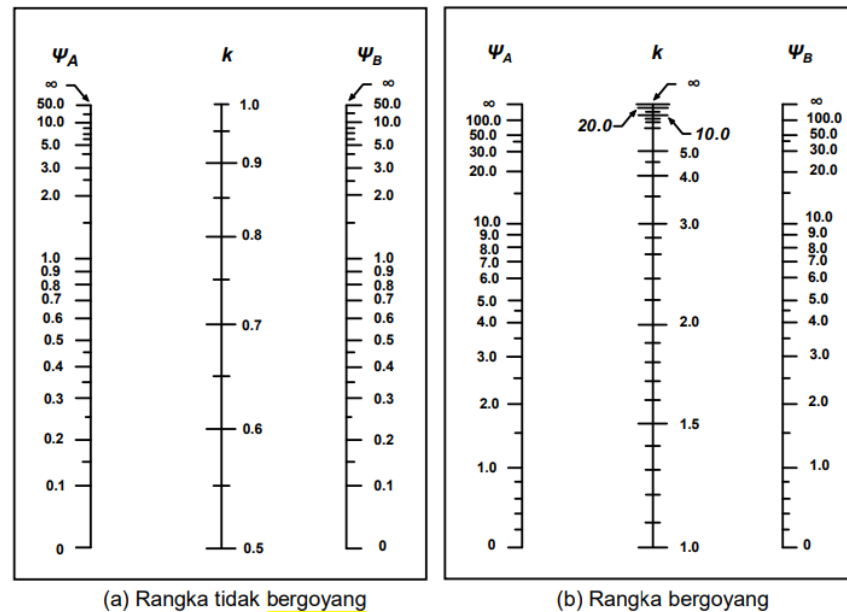 Ψ_A k Ψ_B
∞ ∞
50.0 1.0 50.0
10.0 10.0
5.0 5.0
3.0 0.9 3.0
2.0 2.0
0.8
1.0 1.0
0.9 0.9
0.8 0.8
0.7 0.7
0.6 0.7 0.6
0.5 0.5
0.4 0.4
0.3 0.3
0.6
0.2 0.2
0.1 0.1
0 0.5 0
(a) Rangka tidak bergoyang
Ψ_A k Ψ_B
∞
∞ ∞
100.0 20.0 10.0 100.0
50.0 50.0
30.0 5.0 30.0
20.0 4.0 20.0
10.0 3.0 10.0
9.0 9.0
8.0 8.0
7.0 7.0
6.0 6.0
5.0 5.0
4.0 2.0 4.0
3.0 3.0
2.0 2.0
1.5
1.0 1.0
0 1.0 0
(b) Rangka bergoyang